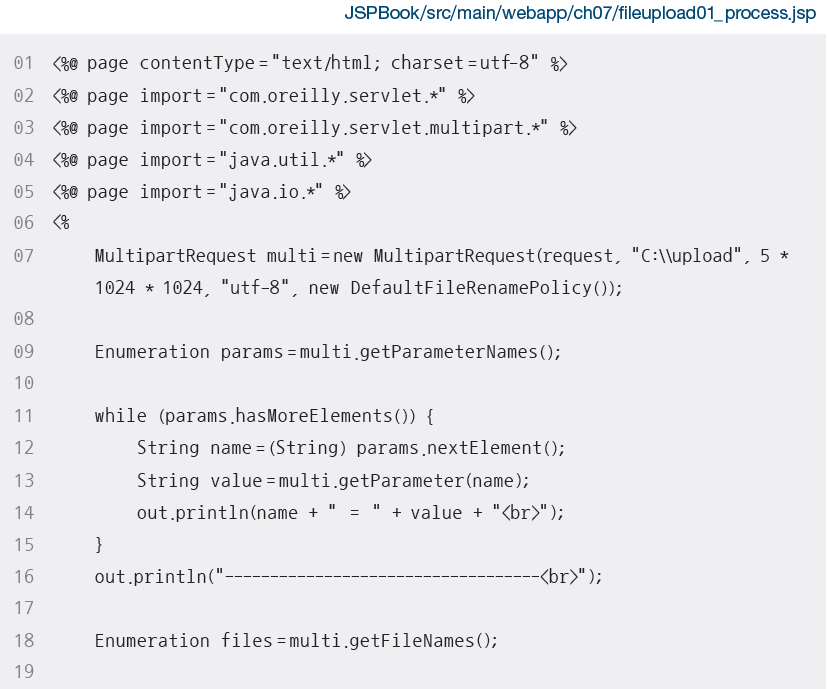 JSPBook/src/main/webapp/ch07/fileupload01_process.jsp
01 <%@ page contentType="text/html; charset=utf-8" %>
02 <%@ page import="com.oreilly.servlet.*" %>
03 <%@ page import="com.oreilly.servlet.multipart.*" %>
04 <%@ page import="java.util.*" %>
05 <%@ page import="java.io.*" %>
06 <%
07 MultipartRequest multi=new MultipartRequest(request, "C:\\upload", 5 *
1024 * 1024, "utf-8", new DefaultFileRenamePolicy());
08
09 Enumeration params=multi.getParameterNames();
10
11 while (params.hasMoreElements()) {
12 String name=(String) params.nextElement();
13 String value=multi.getParameter(name);
14 out.println(name + " = " + value + "<br>");
15 }
16 out.println("-----------------------------------<br>");
17
18 Enumeration files=multi.getFileNames();
19